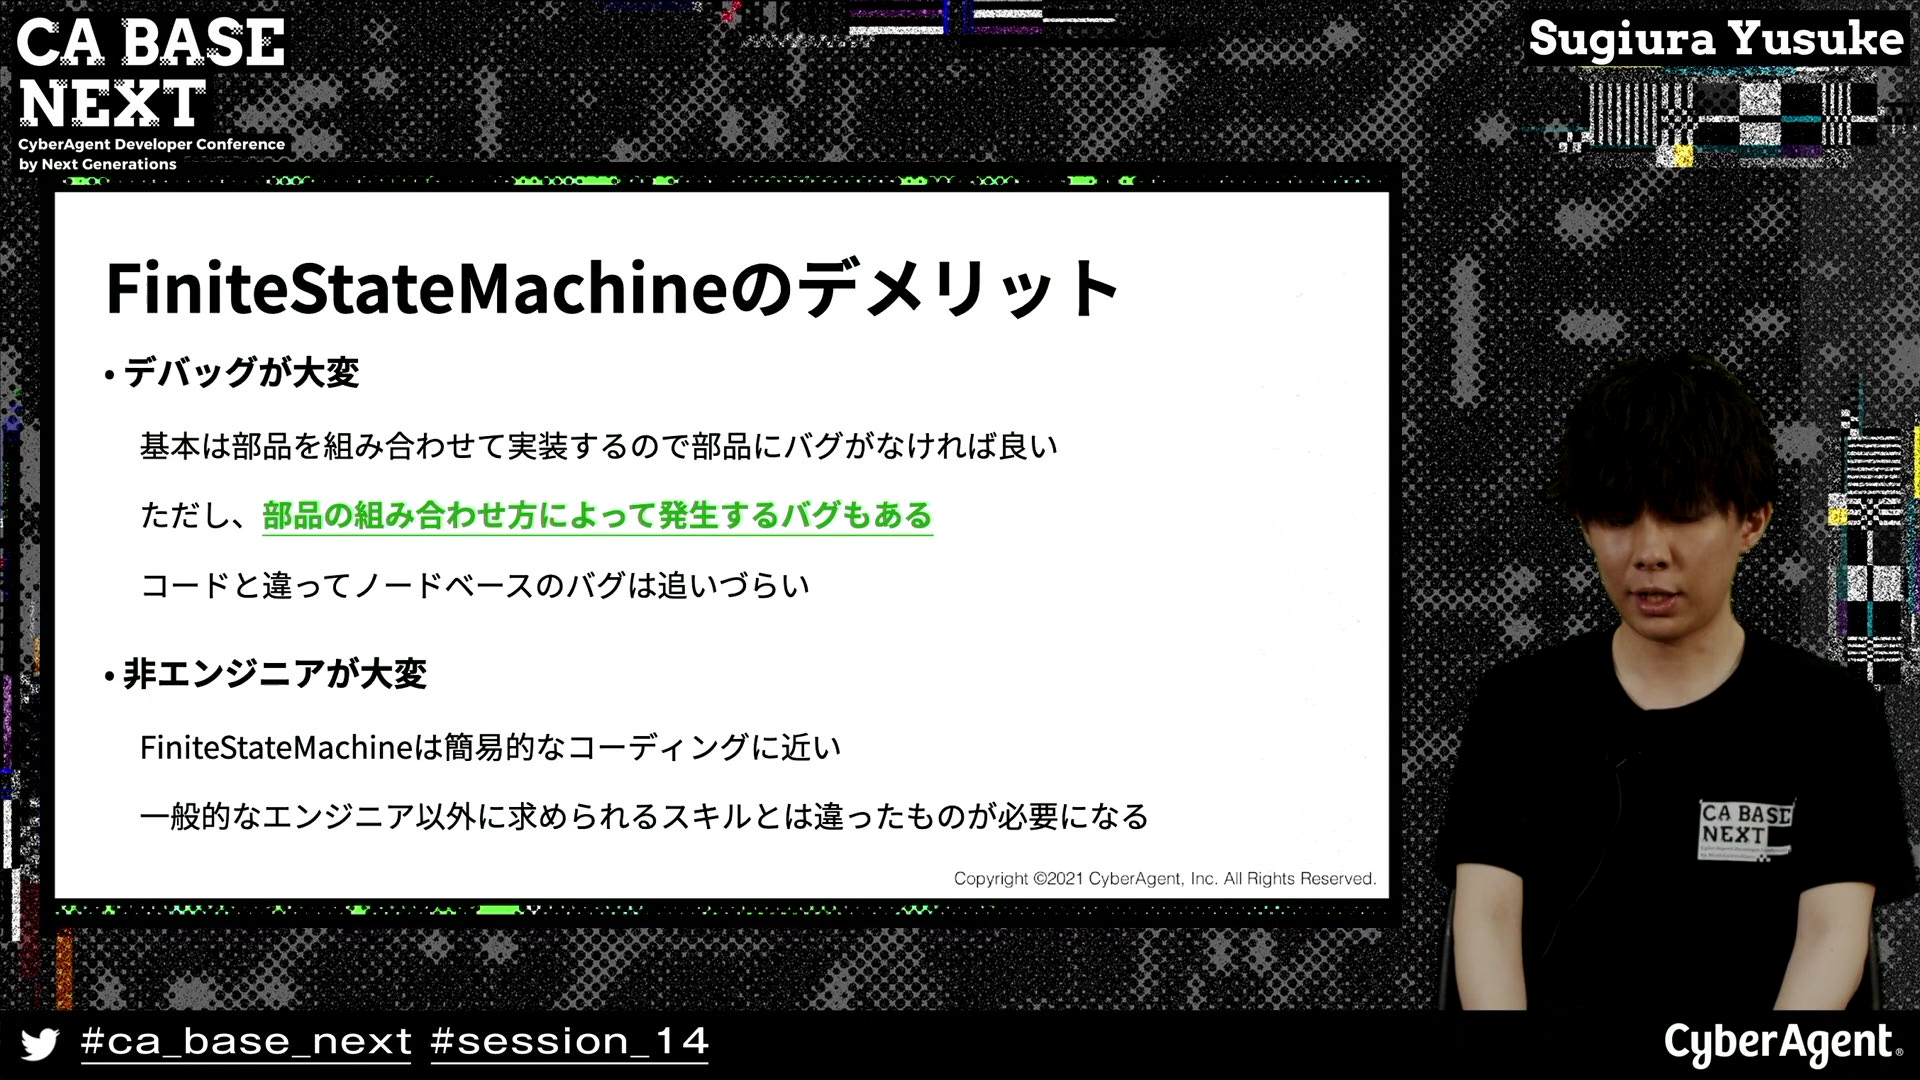 CA BASE
NEXT
CyberAgent Developer Conference
by Next Generations
Sugiura Yusuke
FiniteStateMachineのデメリット
• デバッグが大変
基本は部品を組み合わせて実装するので部品にバグがなければ良い
ただし、部品の組み合わせ方によって発生するバグもある
コードと違ってノードベースのバグは追いづらい
• 非エンジニアが大変
FiniteStateMachineは簡易的なコーディングに近い
一般的なエンジニア以外に求められるスキルとは違ったものが必要になる
Copyright ©2021 CyberAgent, Inc. All Rights Reserved.
CA BASE
NEXT
#ca_base_next #session_14
CyberAgent®